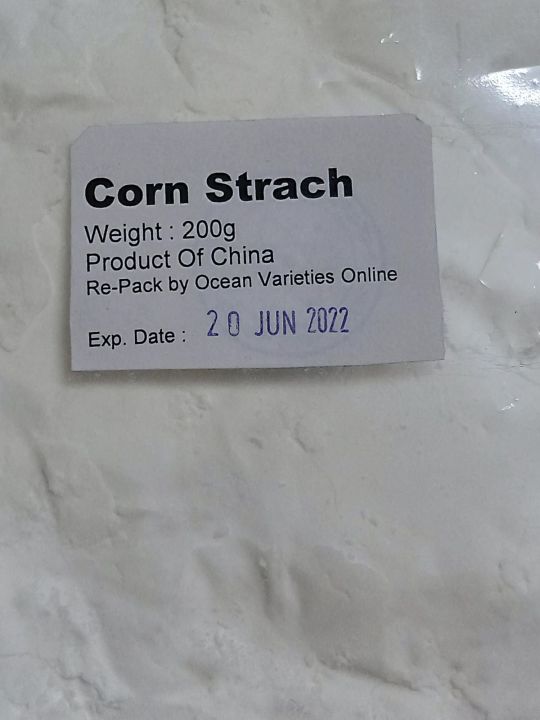 Corn Strach
Weight : 200g
Product Of China
Re-Pack by Ocean Varieties Online
Exp. Date : 20 JUN 2022